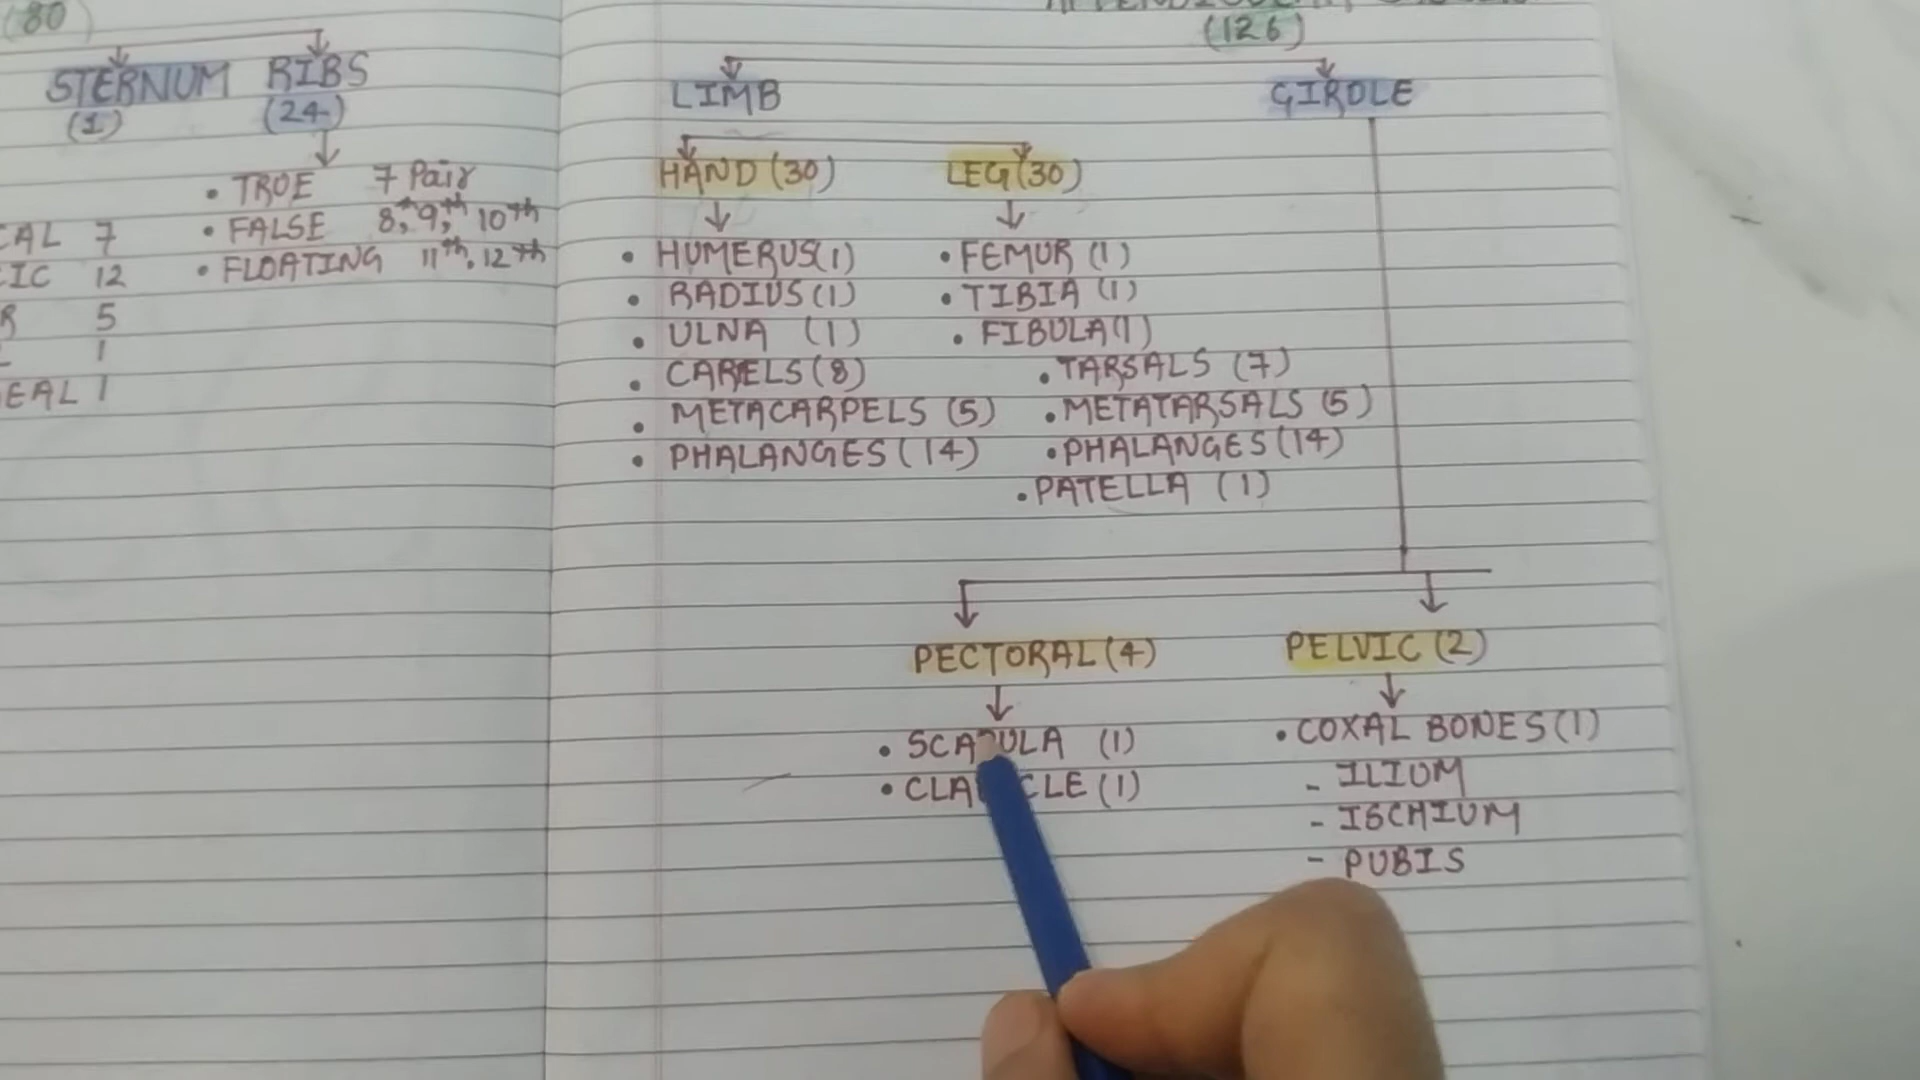 (80)
STERNUM RIBS
(1) (24)
• TRUE 7 Pair
• FALSE 8th, 9th, 10th
• FLOATING 11th, 12th
CAL 7
IC 12
R 5
L 1
EAL 1
(126)
LIMB GIRDLE
HAND (30) LEG (30)
• HUMERUS (1) • FEMUR (1)
• RADIUS (1) • TIBIA (1)
• ULNA (1) • FIBULA (1)
• CARPELS (8) • TARSALS (7)
• METACARPELS (5) • METATARSALS (5)
• PHALANGES (14) • PHALANGES (14)
• PATELLA (1)
PECTORAL (4) PELVIC (2)
• SCAPULA (1) • COXAL BONES (1)
• CLAVICLE (1) - ILIUM
- ISCHIUM
- PUBIS